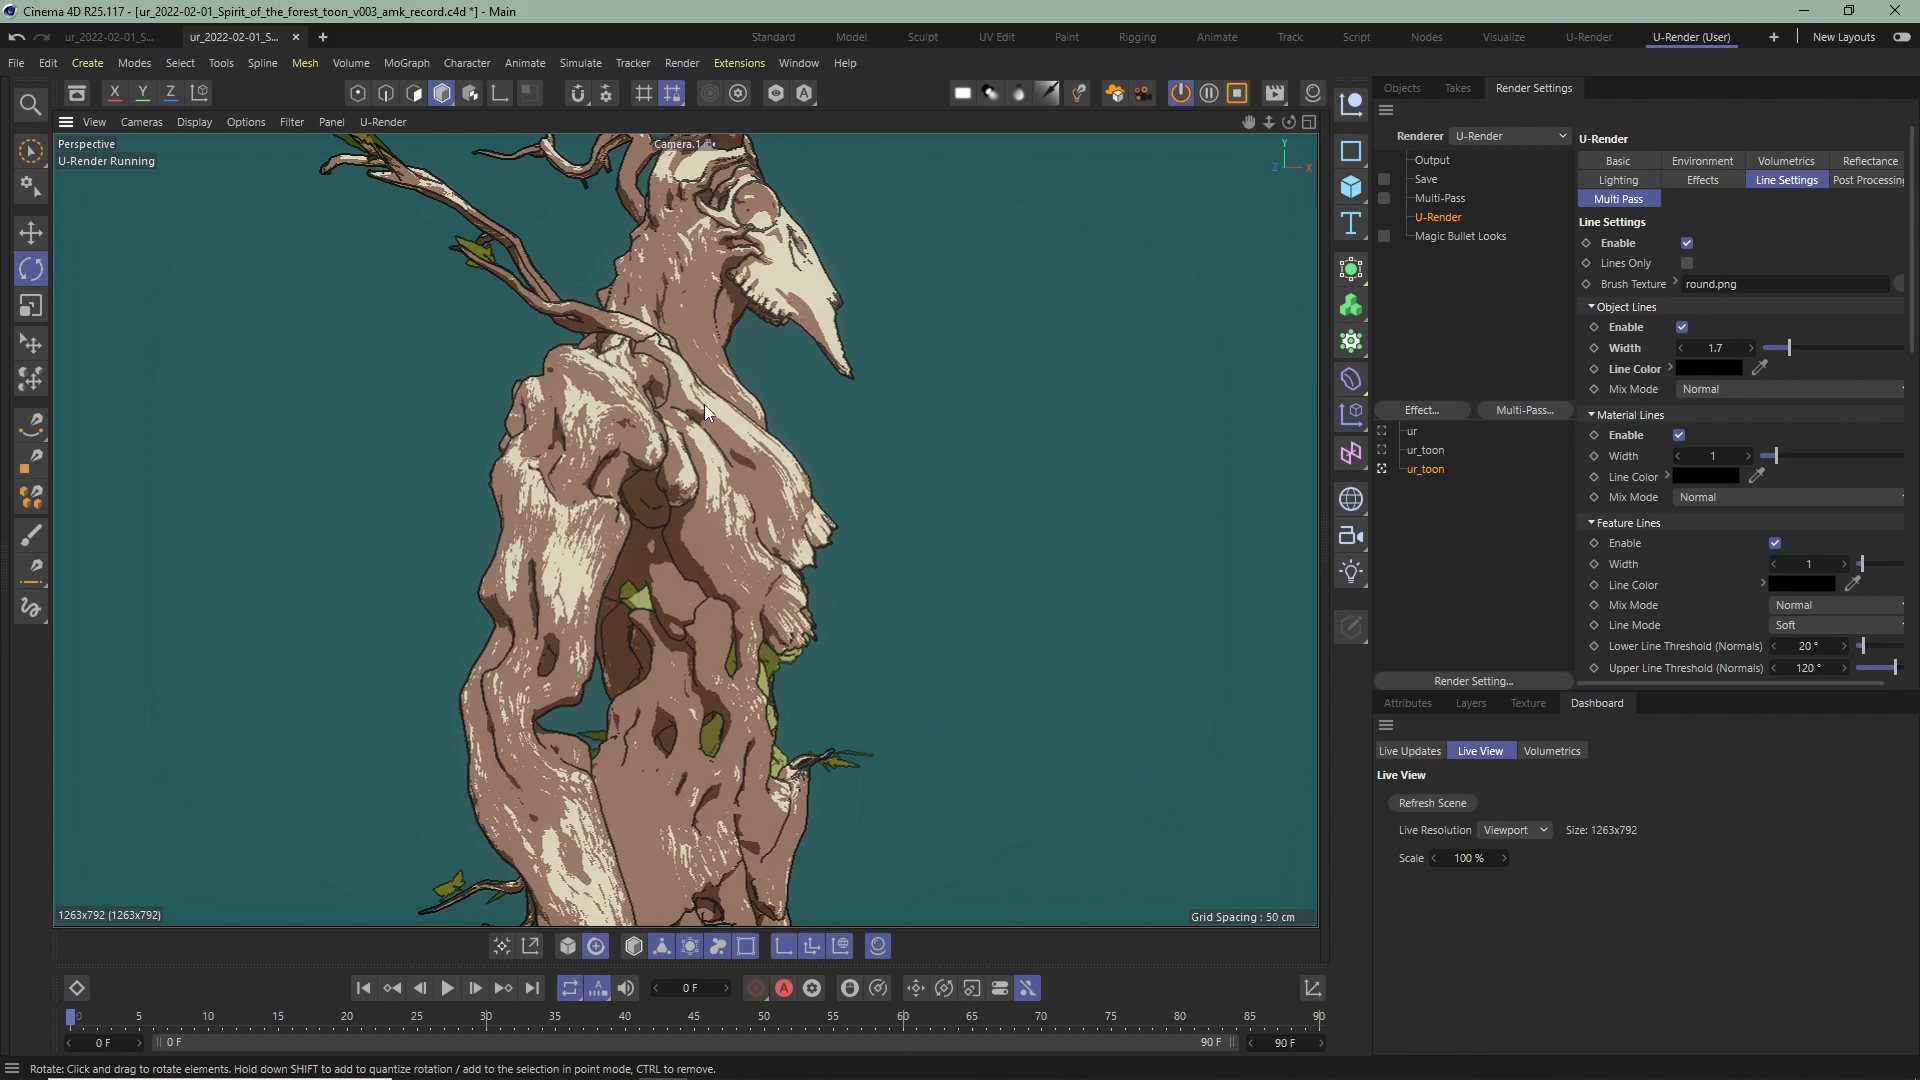 Cinema 4D R25.117 - [ur_2022-02-01_Spirit_of_the_forest_toon_v003_amk_record.c4d *] - Main
ur_2022-02-01_S... ur_2022-02-01_S... Standard Model Sculpt UV Edit Paint Rigging Animate Track Script Nodes Visualize U-Render U-Render (User) New Layouts
File Edit Create Modes Select Tools Spline Mesh Volume MoGraph Character Animate Simulate Tracker Render Extensions Window Help
X Y Z
View Cameras Display Options Filter Panel U-Render
Perspective
U-Render Running
Camera.1
Y
Z X
1263x792 (1263x792)
Grid Spacing : 50 cm
0 F
0 5 10 15 20 25 30 35 40 45 50 55 60 65 70 75 80 85 90
0 F 0 F 90 F 90 F
Rotate: Click and drag to rotate elements. Hold down SHIFT to add to quantize rotation / add to the selection in point mode, CTRL to remove.
Objects Takes Render Settings
Renderer U-Render
Output
Save
Multi-Pass
U-Render
Magic Bullet Looks
Effect... Multi-Pass...
ur
ur_toon
ur_toon
Render Setting...
U-Render
Basic Environment Volumetrics Reflectance
Lighting Effects Line Settings Post Processing
Multi Pass
Line Settings
Enable
Lines Only
Brush Texture round.png
Object Lines
Enable
Width 1.7
Line Color
Mix Mode Normal
Material Lines
Enable
Width 1
Line Color
Mix Mode Normal
Feature Lines
Enable
Width 1
Line Color
Mix Mode Normal
Line Mode Soft
Lower Line Threshold (Normals) 20 °
Upper Line Threshold (Normals) 120 °
Attributes Layers Texture Dashboard
Live Updates Live View Volumetrics
Live View
Refresh Scene
Live Resolution Viewport Size: 1263x792
Scale 100 %